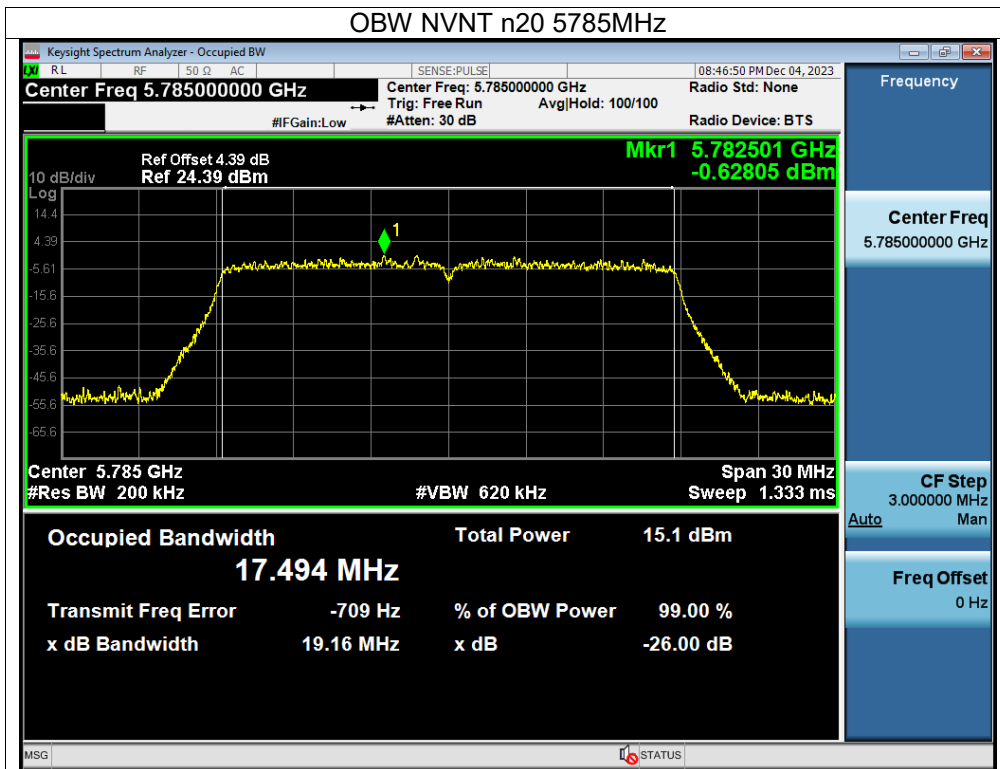 OBW NVNT n20 5785MHz
Keysight Spectrum Analyzer - Occupied BW
LXI RL RF 50 Ω AC SENSE:PULSE 08:46:50 PM Dec 04, 2023
Center Freq 5.785000000 GHz
Center Freq: 5.785000000 GHz Radio Std: None
Trig: Free Run Avg|Hold: 100/100
#IFGain:Low #Atten: 30 dB Radio Device: BTS
Frequency
Mkr1 5.782501 GHz
-0.62805 dBm
Ref Offset 4.39 dB
10 dB/div Ref 24.39 dBm
Log
14.4
4.39
-5.61
-15.6
-25.6
-35.6
-45.6
-55.6
-65.6
1
Center 5.785 GHz Span 30 MHz
#Res BW 200 kHz #VBW 620 kHz Sweep 1.333 ms
Occupied Bandwidth Total Power 15.1 dBm
17.494 MHz
Transmit Freq Error -709 Hz % of OBW Power 99.00 %
x dB Bandwidth 19.16 MHz x dB -26.00 dB
Center Freq
5.785000000 GHz
CF Step
3.000000 MHz
Auto Man
Freq Offset
0 Hz
MSG STATUS